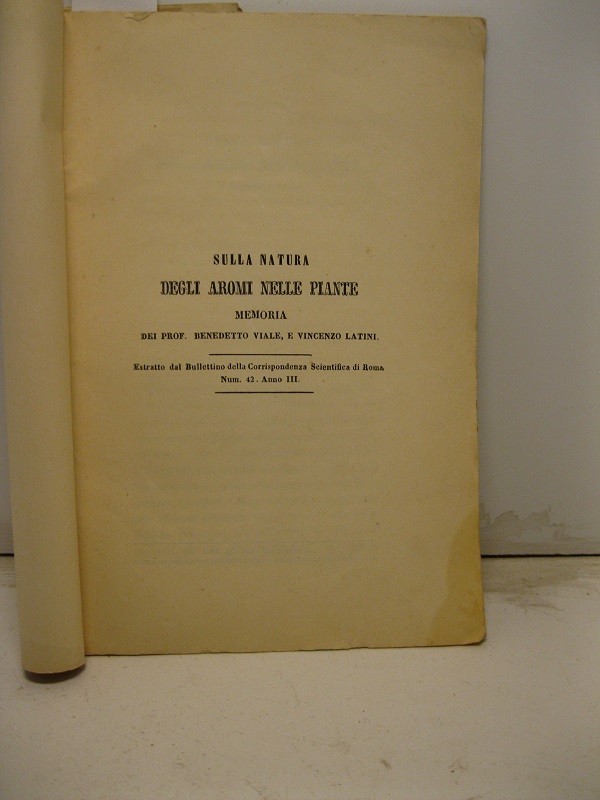 SULLA NATURA
DEGLI AROMI NELLE PIANTE
MEMORIA
DEI PROF. BENEDETTO VIALE, E VINCENZO LATINI.
Estratto dal Bullettino della Corrispondenza Scientifica di Roma
Num. 42. Anno III.